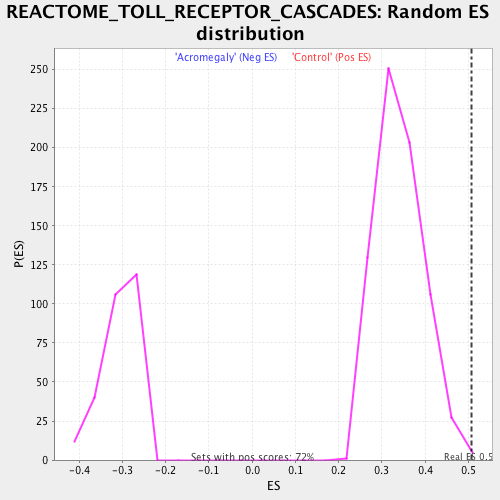 REACTOME_TOLL_RECEPTOR_CASCADES: Random ES
distribution
'Acromegaly' (Neg ES) 'Control' (Pos ES)
250
225
200
175
150
125
100
75
50
25
0
P(ES)
Sets with pos scores: 72%
Real ES 0.5
-0.4 -0.3 -0.2 -0.1 0.0 0.1 0.2 0.3 0.4 0.5
ES